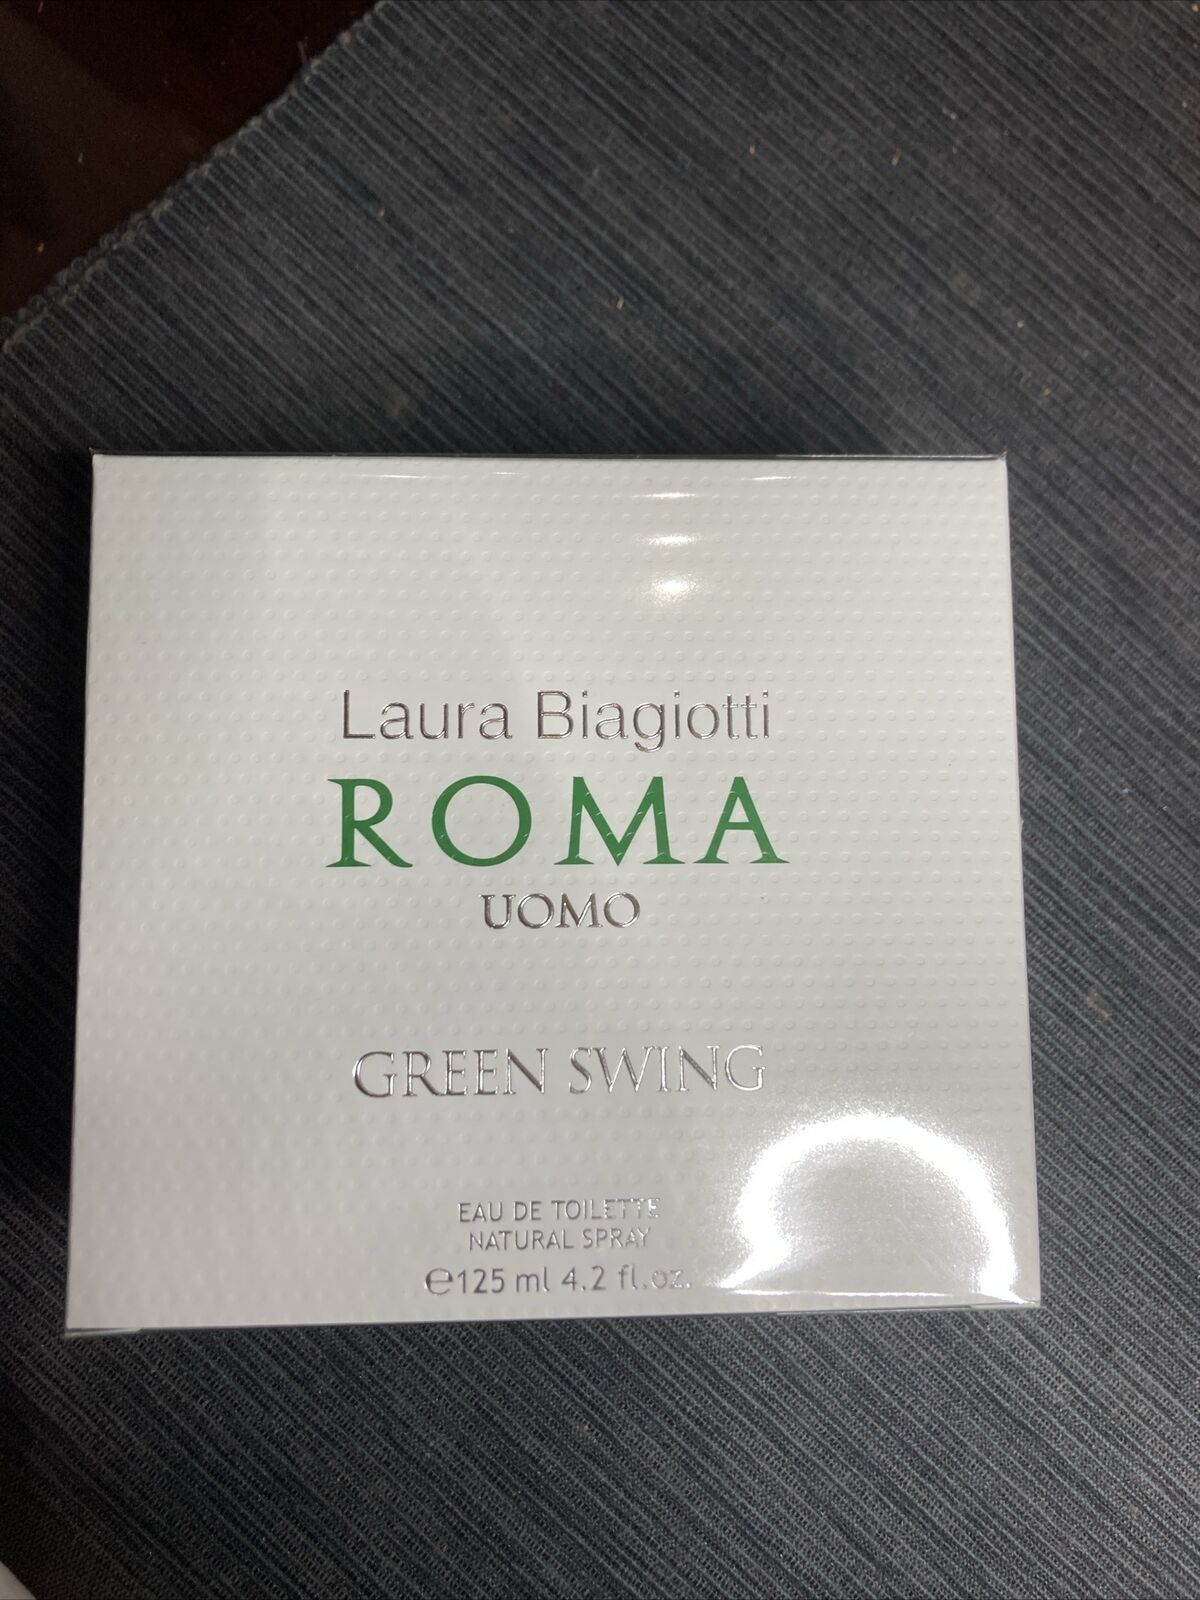 Laura Biagiotti
ROMA
UOMO
GREEN SWING
EAU DE TOILETTE
NATURAL SPRAY
℮125 ml 4.2 fl.oz.